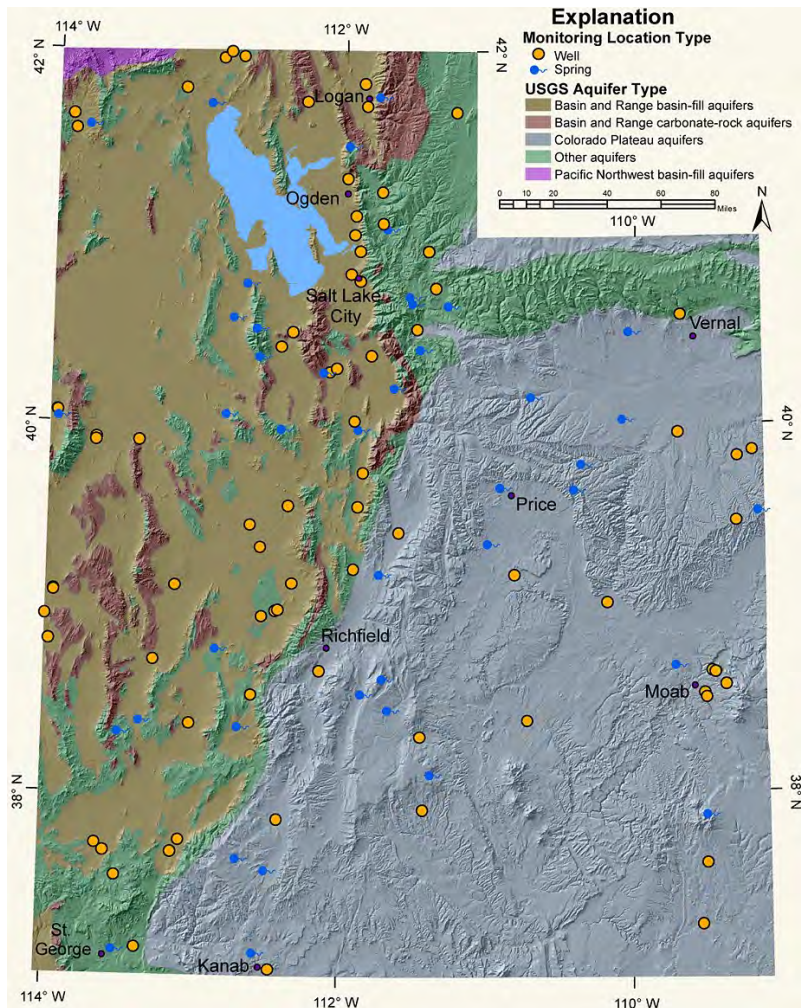 114° W
112° W
42° N
42° N
Explanation
Monitoring Location Type
Well
Spring
USGS Aquifer Type
Basin and Range basin-fill aquifers
Basin and Range carbonate-rock aquifers
Colorado Plateau aquifers
Other aquifers
Pacific Northwest basin-fill aquifers
0 10 20 40 60 80
Miles
N
110° W
Logan
Ogden
Salt Lake
City
Vernal
40° N
40° N
Price
Richfield
Moab
38° N
38° N
St.
George
Kanab
114° W
112° W
110° W